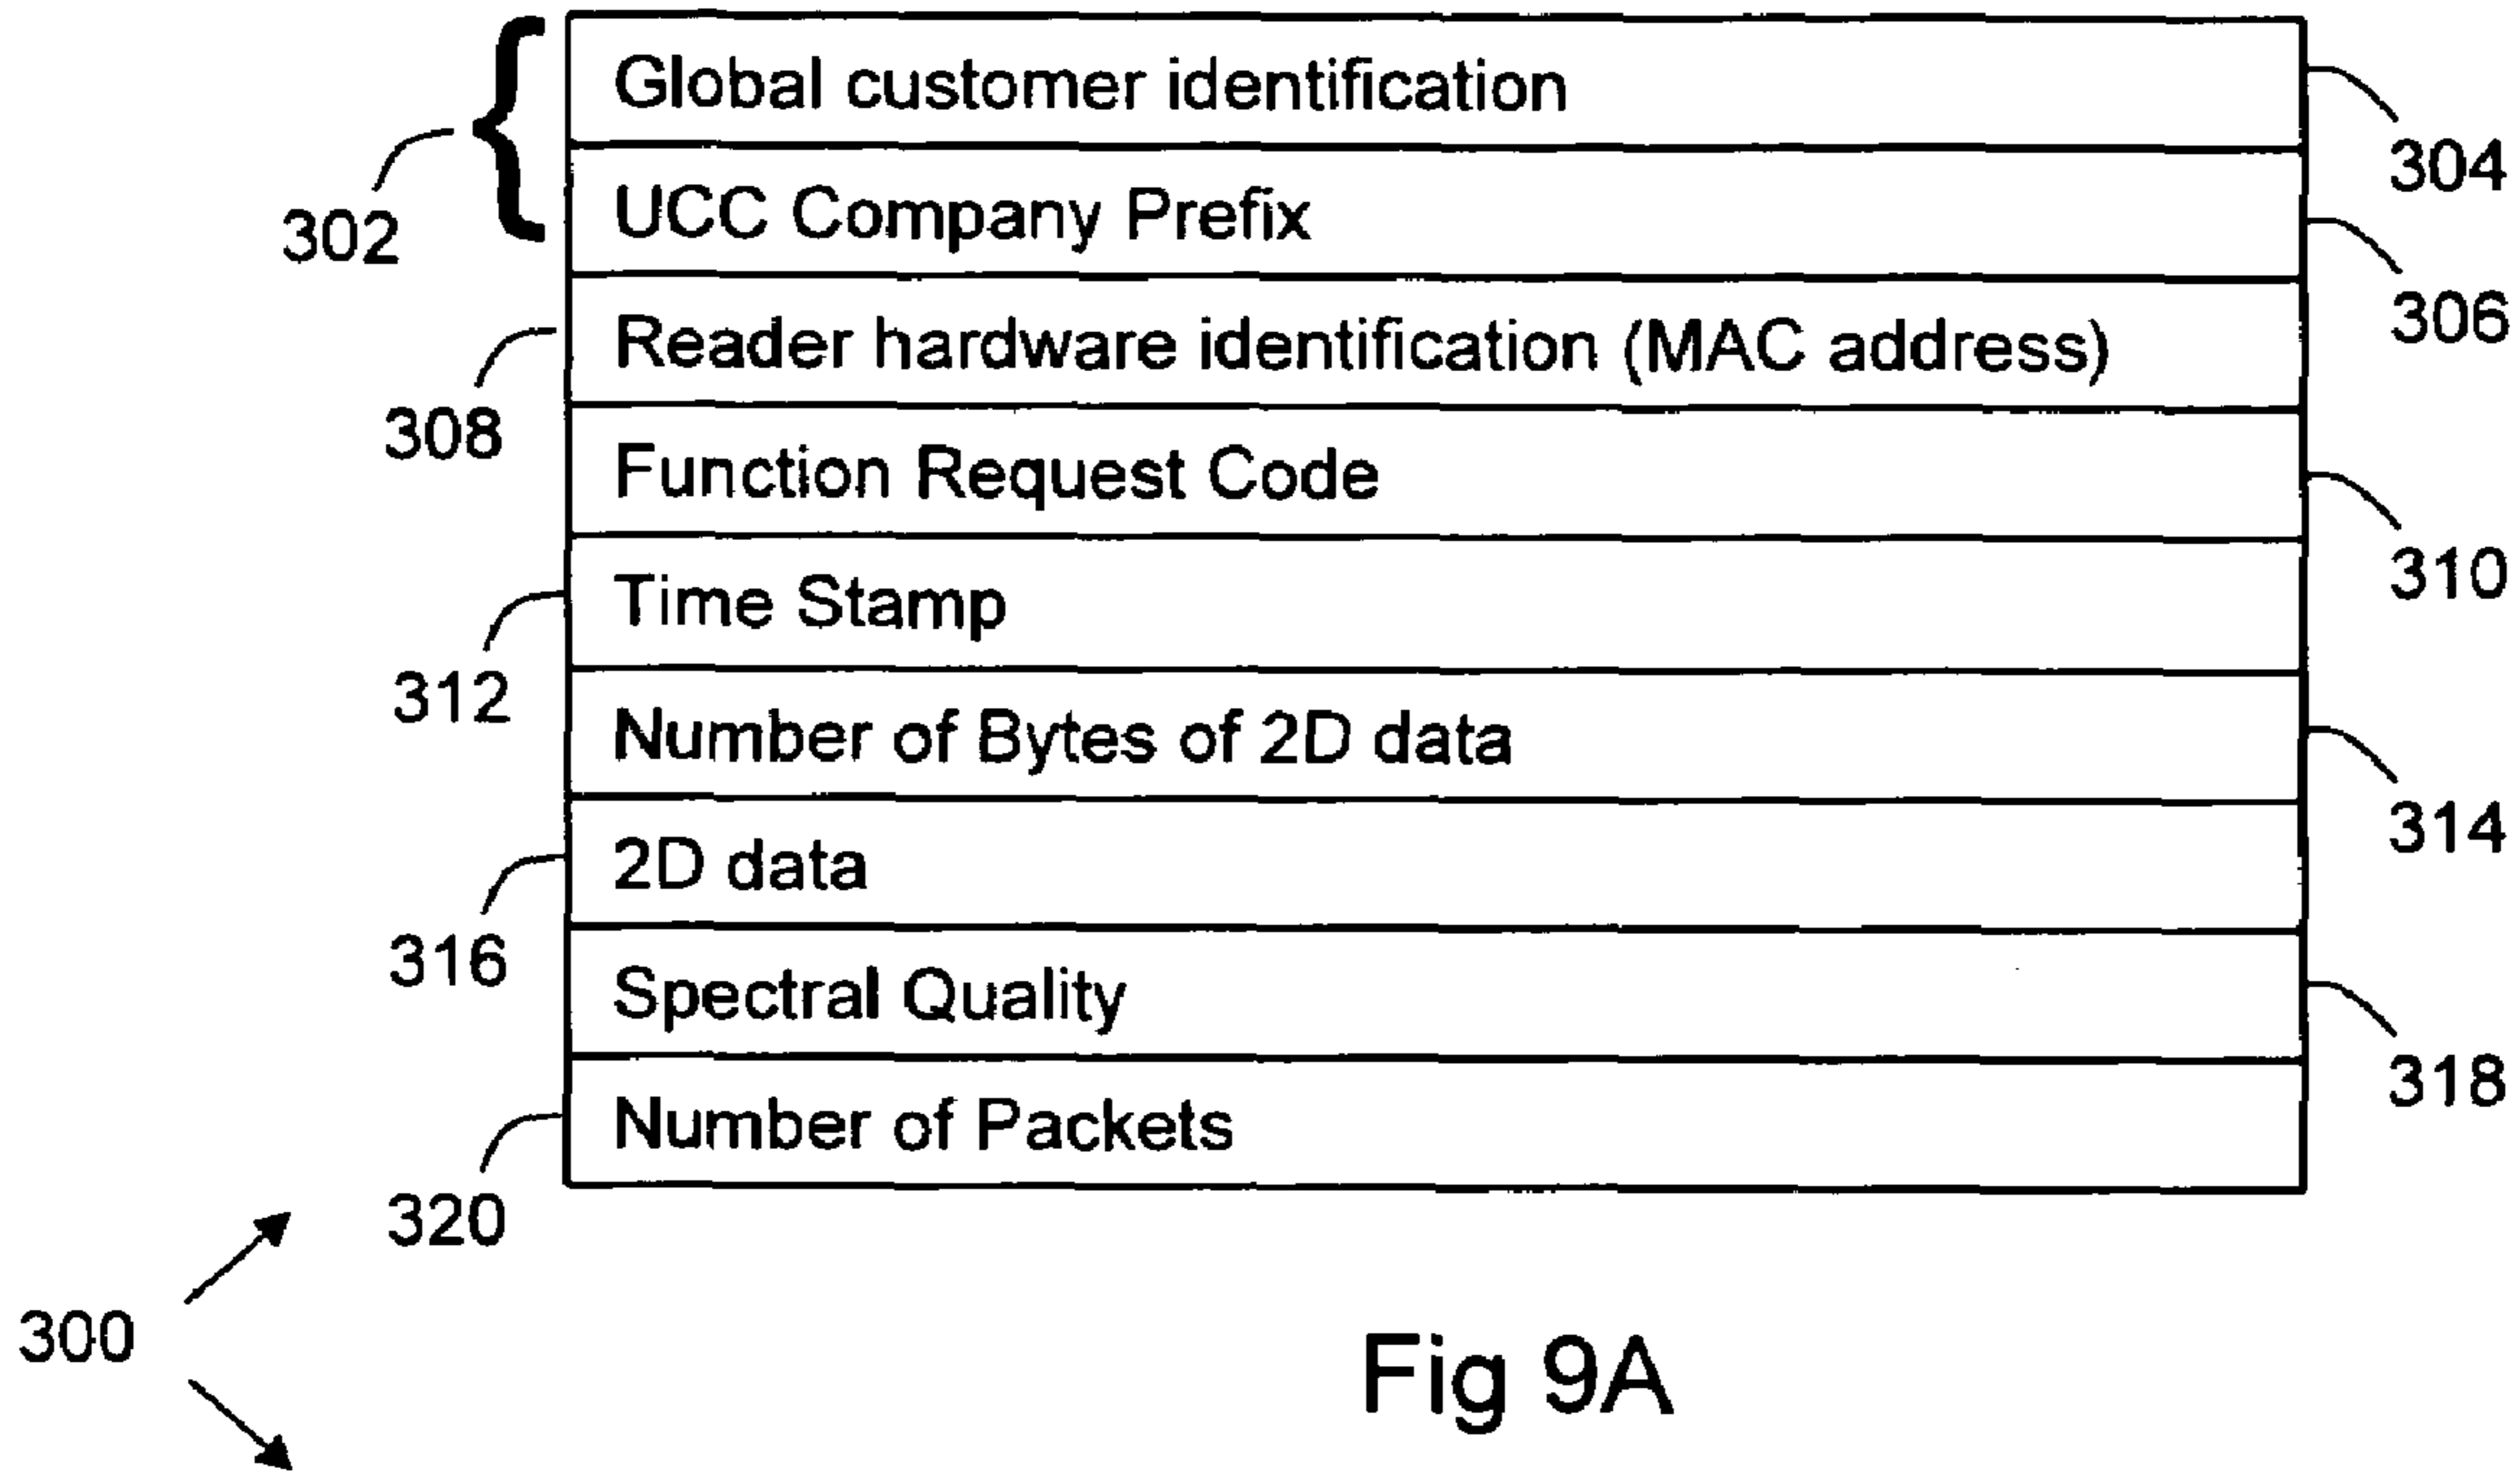 Global customer identification
304
UCC Company Prefix
302
306
Reader hardware identification (MAC address)
308
Function Request Code
310
Time Stamp
312
Number of Bytes of 2D data
314
2D data
316
Spectral Quality
318
Number of Packets
320
300
Fig 9A